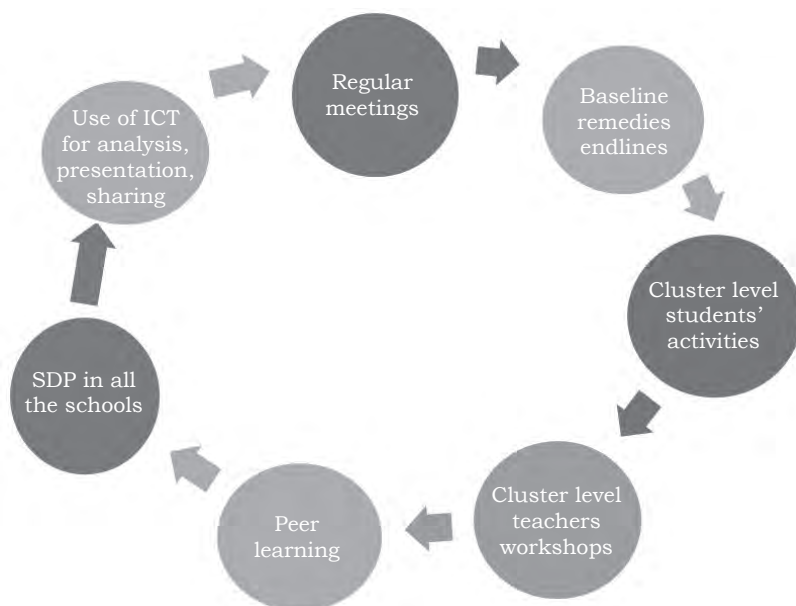 Regular
meetings
Baseline
remedies
endlines
Cluster level
students’
activities
Cluster level
teachers
workshops
Peer
learning
SDP in all
the schools
Use of ICT
for analysis,
presentation,
sharing